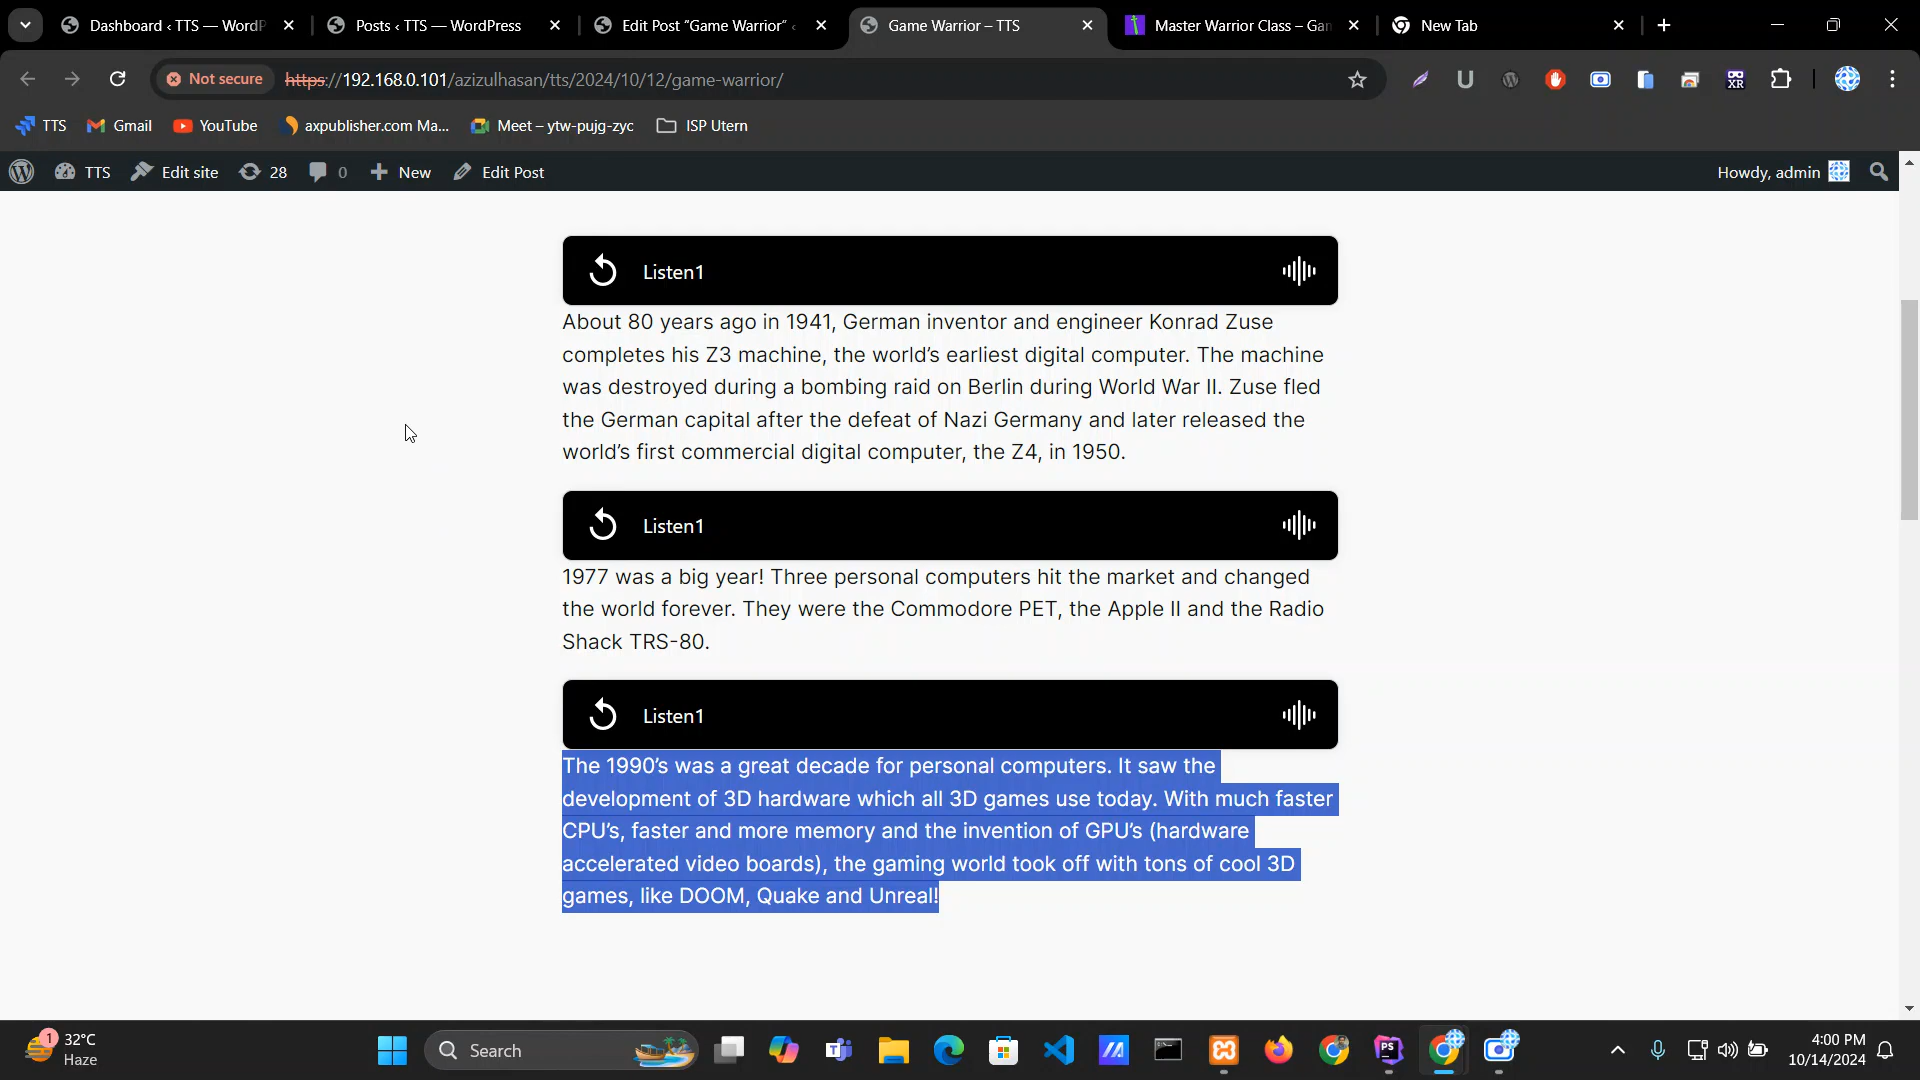 Dashboard ‹ TTS — WordP
Posts ‹ TTS — WordPress
Edit Post “Game Warrior” ‹
Game Warrior – TTS
Master Warrior Class – Gan
New Tab
Not secure
https://192.168.0.101/azizulhasan/tts/2024/10/12/game-warrior/
TTS
Gmail
YouTube
axpublisher.com Ma...
Meet – ytw-pujg-zyc
ISP Utern
TTS
Edit site
28
0
New
Edit Post
Howdy, admin
Listen1
About 80 years ago in 1941, German inventor and engineer Konrad Zuse
completes his Z3 machine, the world’s earliest digital computer. The machine
was destroyed during a bombing raid on Berlin during World War II. Zuse fled
the German capital after the defeat of Nazi Germany and later released the
world’s first commercial digital computer, the Z4, in 1950.
Listen1
1977 was a big year! Three personal computers hit the market and changed
the world forever. They were the Commodore PET, the Apple II and the Radio
Shack TRS-80.
Listen1
The 1990’s was a great decade for personal computers. It saw the
development of 3D hardware which all 3D games use today. With much faster
CPU’s, faster and more memory and the invention of GPU’s (hardware
accelerated video boards), the gaming world took off with tons of cool 3D
games, like DOOM, Quake and Unreal!
1
32°C
Haze
Search
4:00 PM
10/14/2024